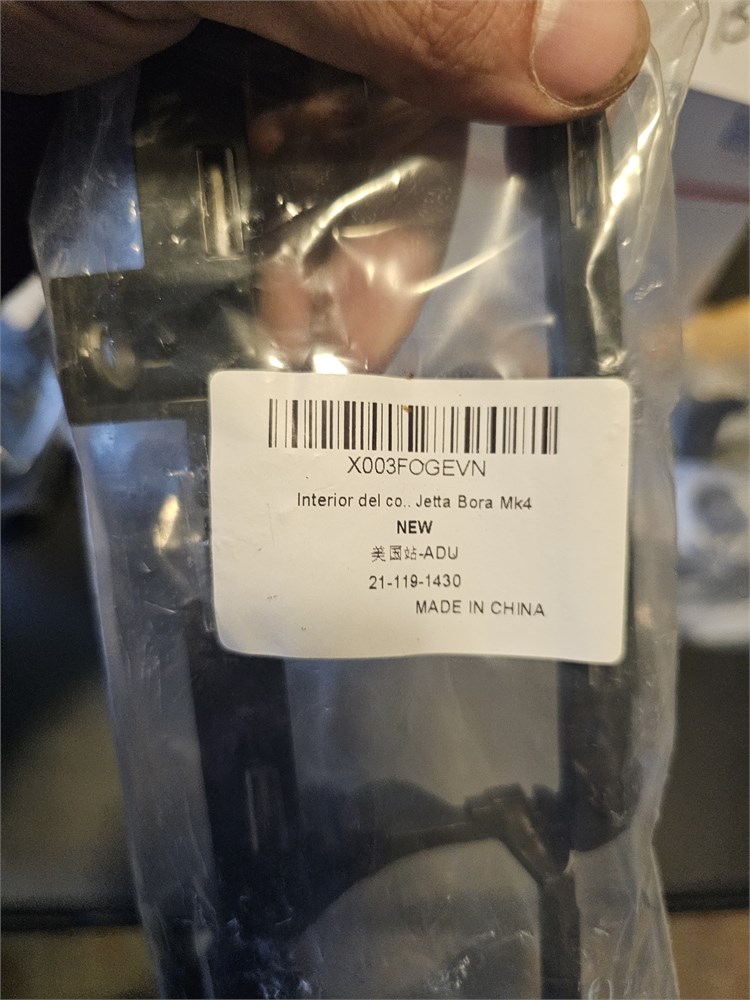 X003FOGEVN
Interior del co.. Jetta Bora Mk4
NEW
美国站-ADU
21-119-1430
MADE IN CHINA